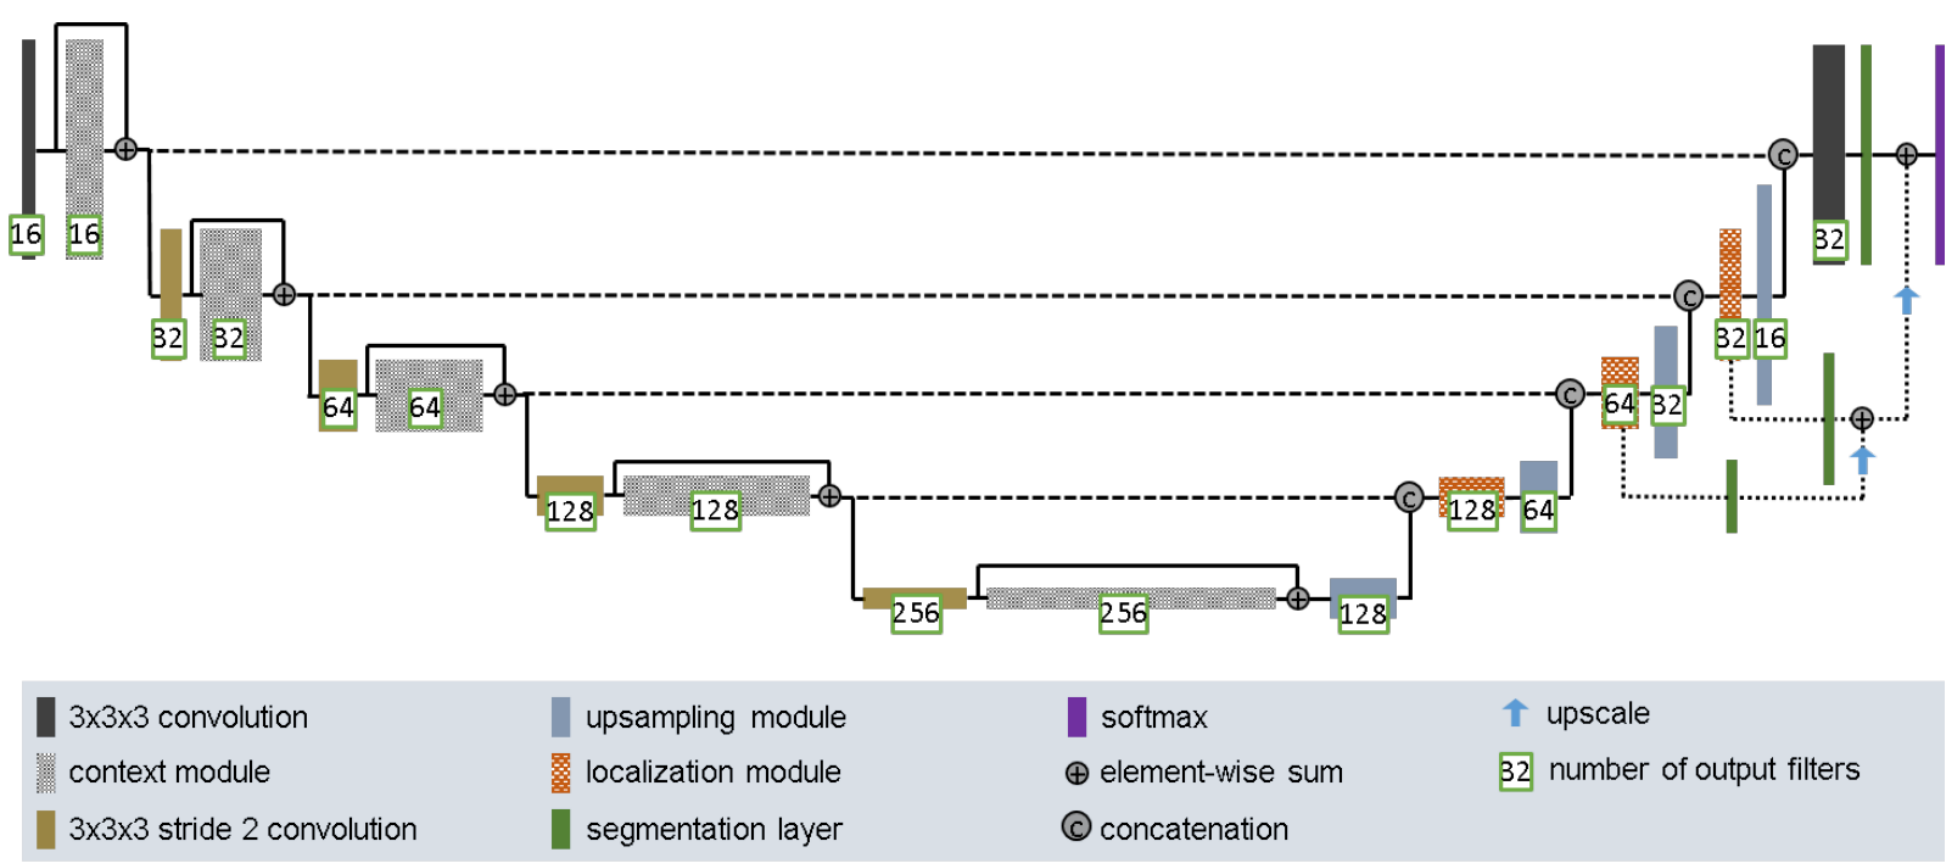 C
C
C
C
16
16
32
32
32
32
16
64
64
64
32
128
128
128
64
256
256
128
3x3x3 convolution
upsampling module
softmax
upscale
context module
localization module
element-wise sum
32
number of output filters
3x3x3 stride 2 convolution
segmentation layer
C
concatenation